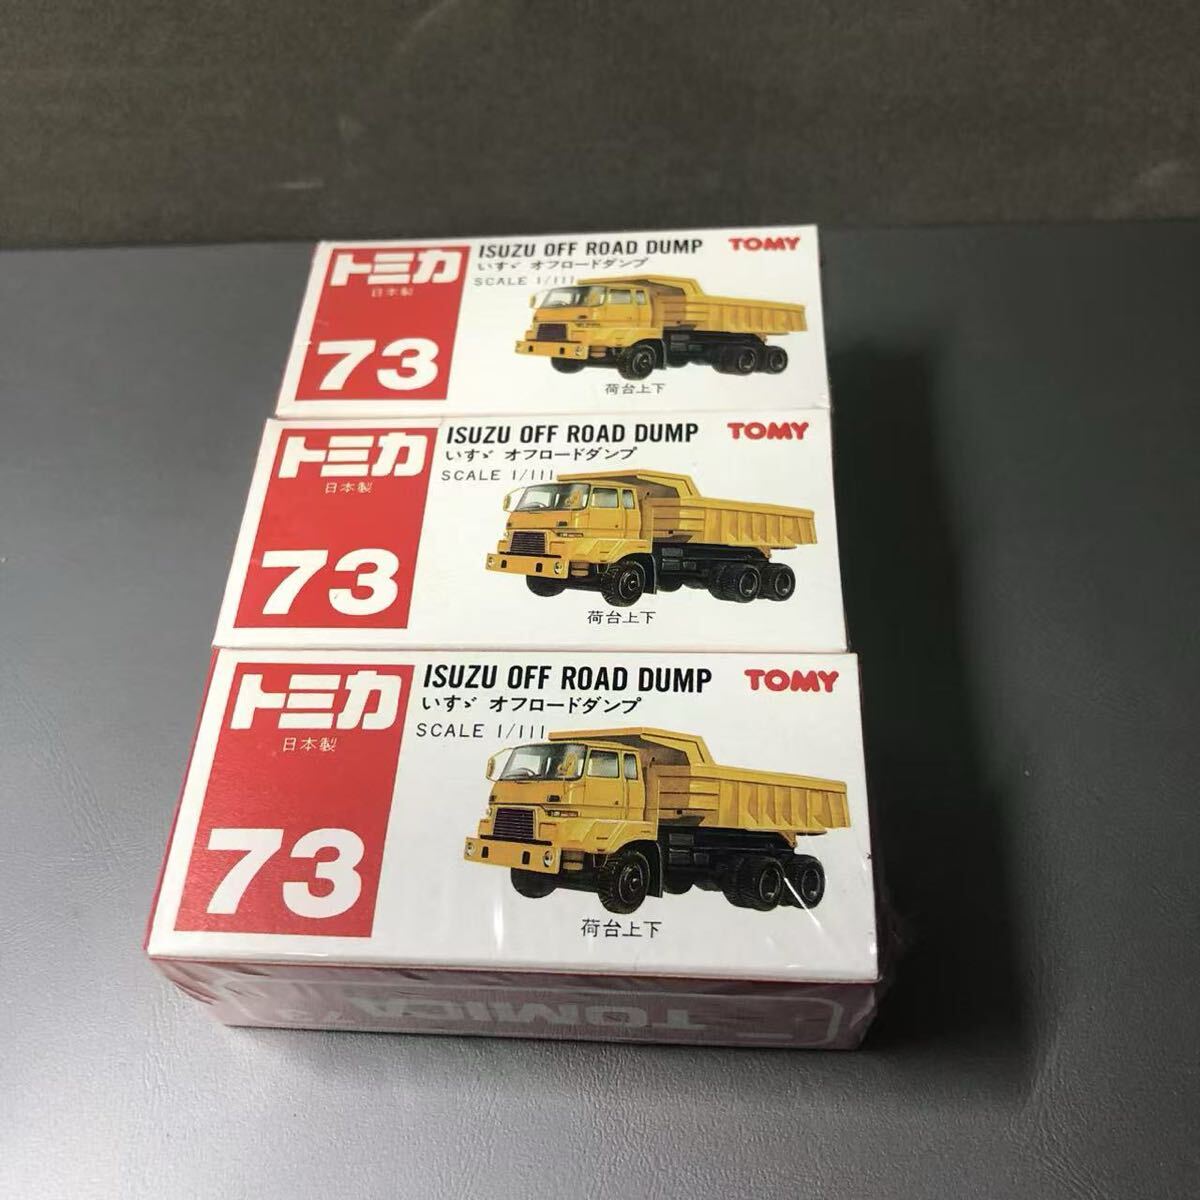 トミカ
日本製
73
ISUZU OFF ROAD DUMP
TOMY
いすゞ オフロードダンプ
SCALE 1/111
荷台上下
トミカ
日本製
73
ISUZU OFF ROAD DUMP
TOMY
いすゞ オフロードダンプ
SCALE 1/111
荷台上下
トミカ
日本製
73
ISUZU OFF ROAD DUMP
TOMY
いすゞ オフロードダンプ
SCALE 1/111
荷台上下
TOMICA 73